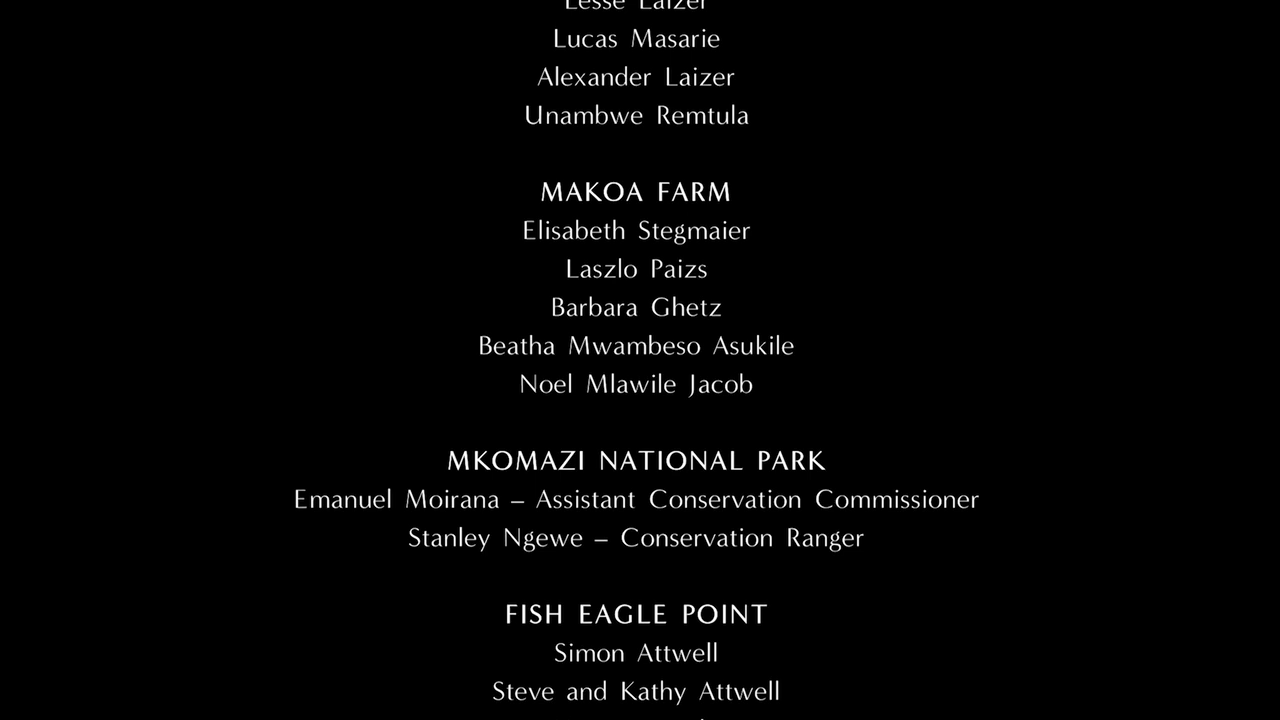 Lesse Laizer
Lucas Masarie
Alexander Laizer
Unambwe Remtula
MAKOA FARM
Elisabeth Stegmaier
Laszlo Paizs
Barbara Ghetz
Beatha Mwambeso Asukile
Noel Mlawile Jacob
MKOMAZI NATIONAL PARK
Emanuel Moirana – Assistant Conservation Commissioner
Stanley Ngewe – Conservation Ranger
FISH EAGLE POINT
Simon Attwell
Steve and Kathy Attwell